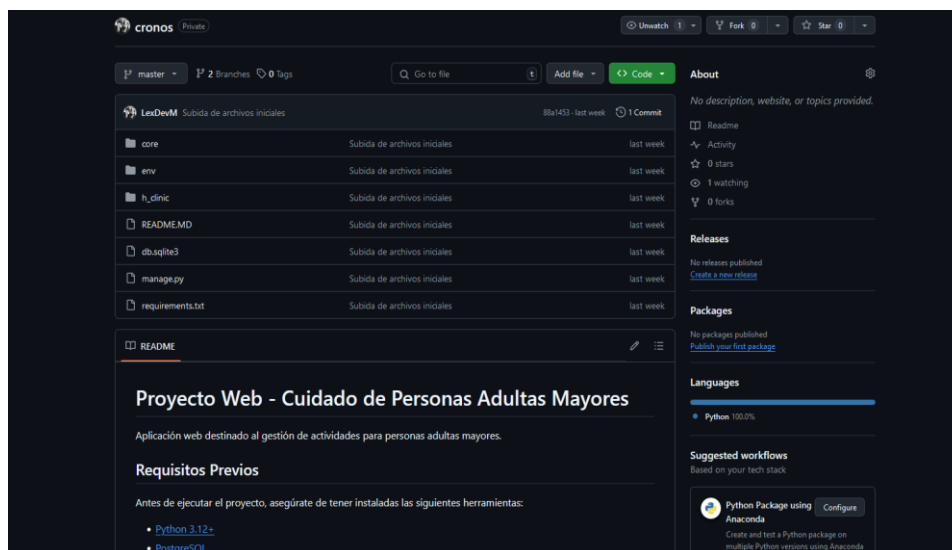 cronos Private
Unwatch 1 Fork 0 Star 0
master 2 Branches 0 Tags Go to file t Add file Code
LexDevM Subida de archivos iniciales 88a1453 · last week 1 Commit
core Subida de archivos iniciales last week
env Subida de archivos iniciales last week
h_clinic Subida de archivos iniciales last week
README.MD Subida de archivos iniciales last week
db.sqlite3 Subida de archivos iniciales last week
manage.py Subida de archivos iniciales last week
requirements.txt Subida de archivos iniciales last week
README
Proyecto Web - Cuidado de Personas Adultas Mayores
Aplicación web destinado al gestión de actividades para personas adultas mayores.
Requisitos Previos
Antes de ejecutar el proyecto, asegúrate de tener instaladas las siguientes herramientas:
Python 3.12+
PostgreSQL
About
No description, website, or topics provided.
Readme
Activity
0 stars
1 watching
0 forks
Releases
No releases published
Create a new release
Packages
No packages published
Publish your first package
Languages
Python 100.0%
Suggested workflows
Based on your tech stack
Python Package using Anaconda Configure
Create and test a Python package on
multiple Python versions using Anaconda